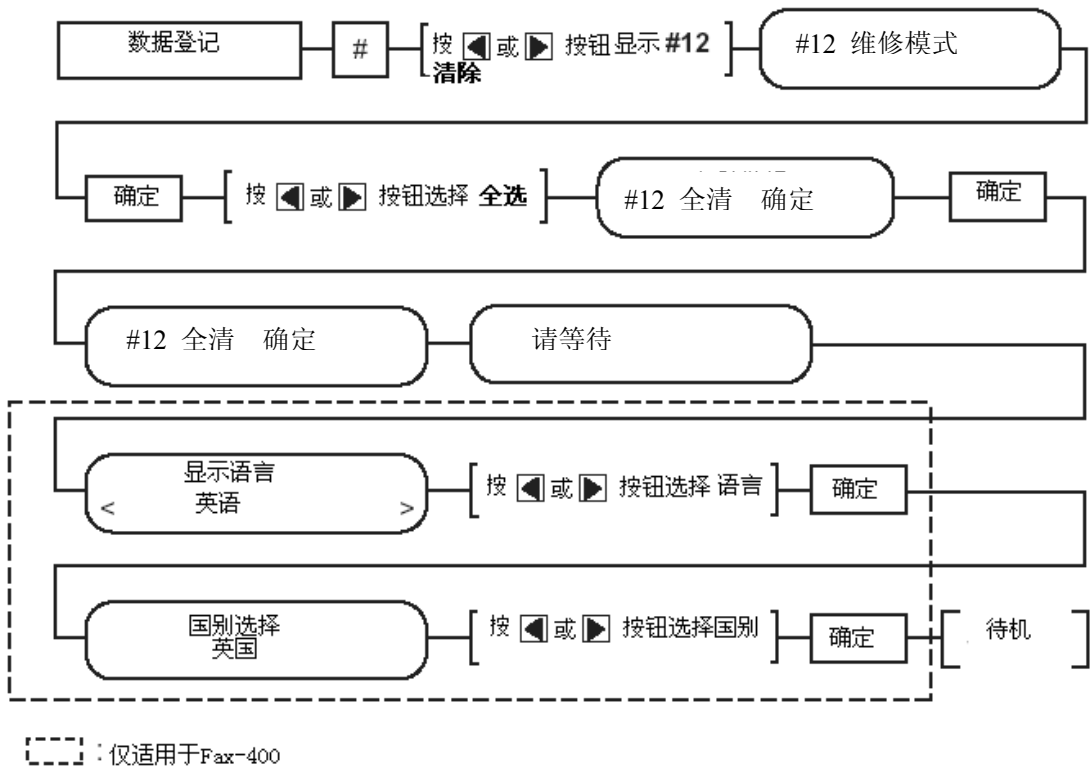 数据登记
#
按 ◀ 或 ▶ 按钮显示 #12
清除
#12 维修模式
确定
按 ◀ 或 ▶ 按钮选择 全选
#12 全清 确定
确定
#12 全清 确定
请等待
显示语言
< 英语 >
按 ◀ 或 ▶ 按钮选择 语言
确定
国别选择
英国
按 ◀ 或 ▶ 按钮选择国别
确定
待机
:仅适用于Fax-400